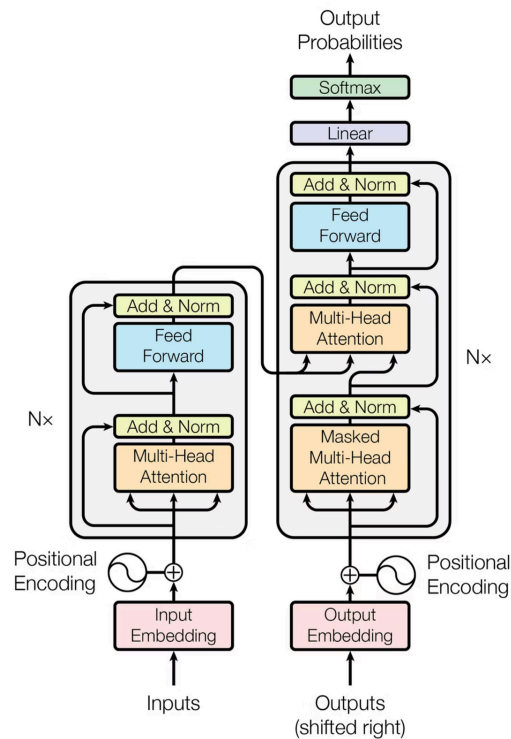 Output
Probabilities
Softmax
Linear
Add & Norm
Feed
Forward
Add & Norm
Multi-Head
Attention
Add & Norm
Masked
Multi-Head
Attention
N×
Positional
Encoding
Output
Embedding
Outputs
(shifted right)
Add & Norm
Feed
Forward
Add & Norm
Multi-Head
Attention
N×
Positional
Encoding
Input
Embedding
Inputs